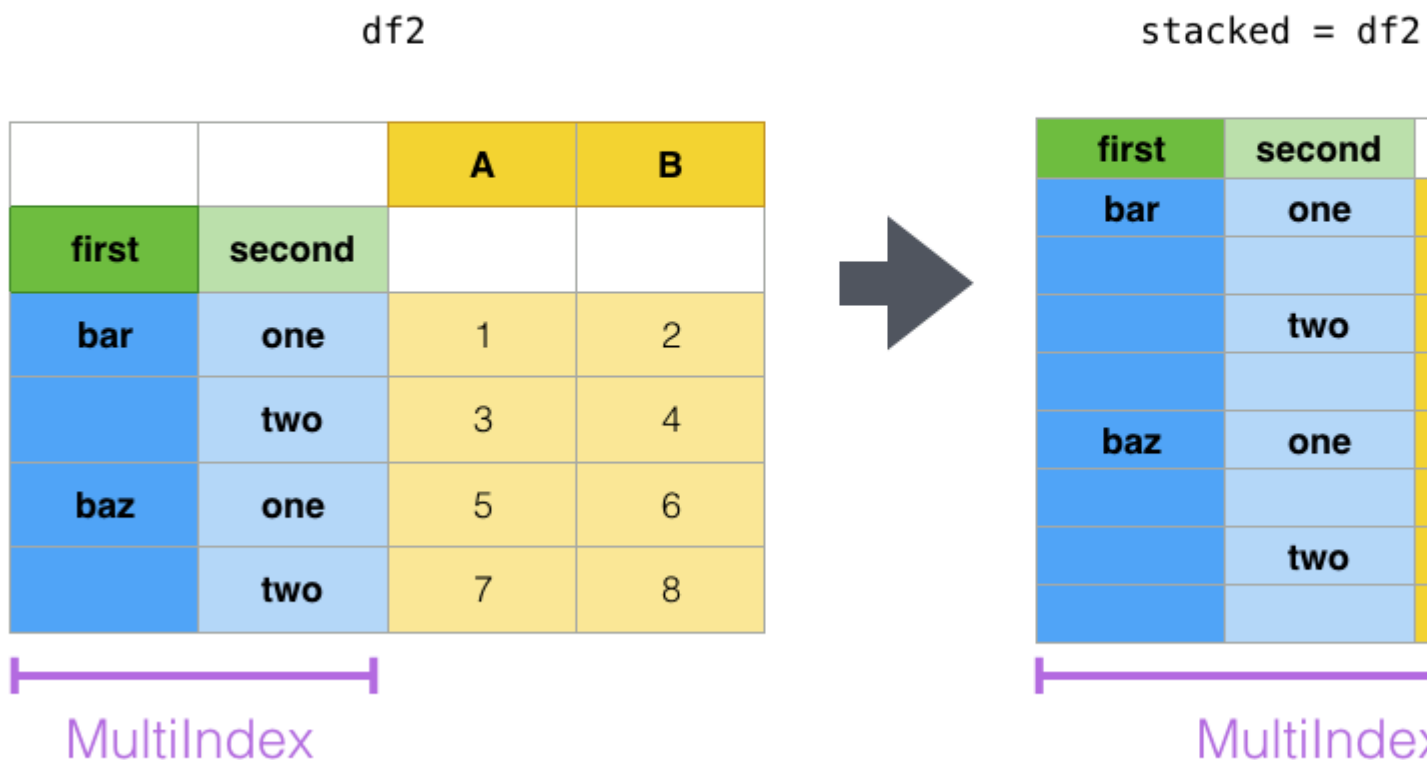 df2
stacked = df2
A B
first second
bar one 1 2
two 3 4
baz one 5 6
two 7 8
MultiIndex
first second
bar one
two
baz one
two
MultiIndex